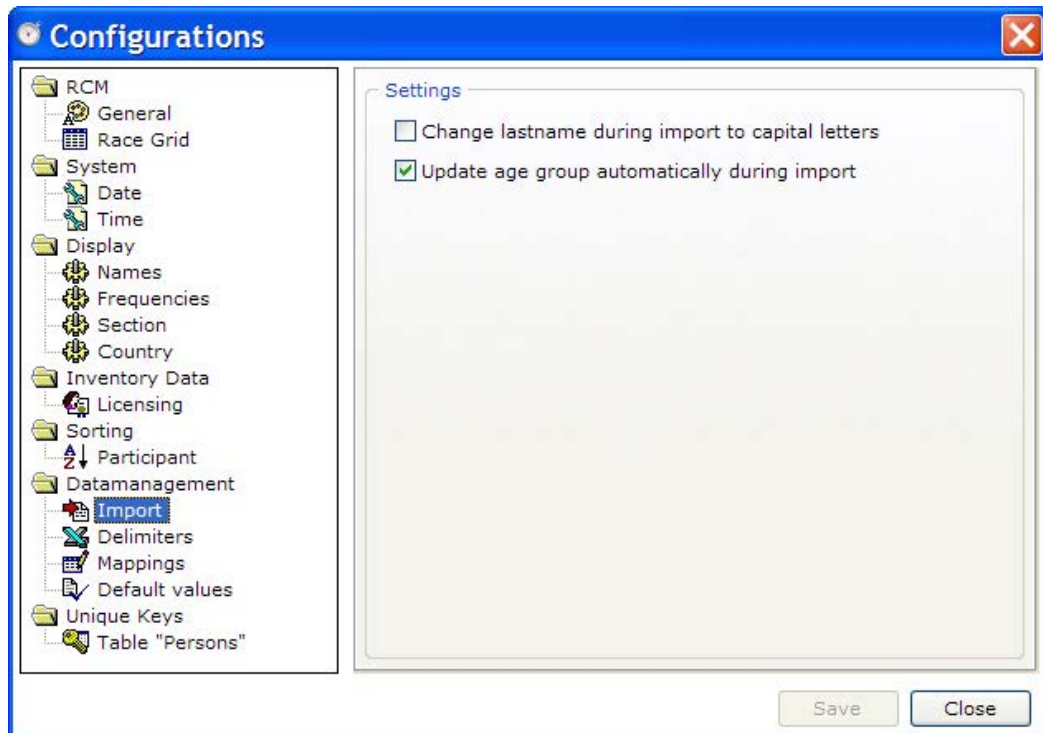 Configurations
RCM
General
Race Grid
System
Date
Time
Display
Names
Frequencies
Section
Country
Inventory Data
Licensing
Sorting
Participant
Datamanagement
Import
Delimiters
Mappings
Default values
Unique Keys
Table "Persons"
Settings
Change lastname during import to capital letters
Update age group automatically during import
Save
Close